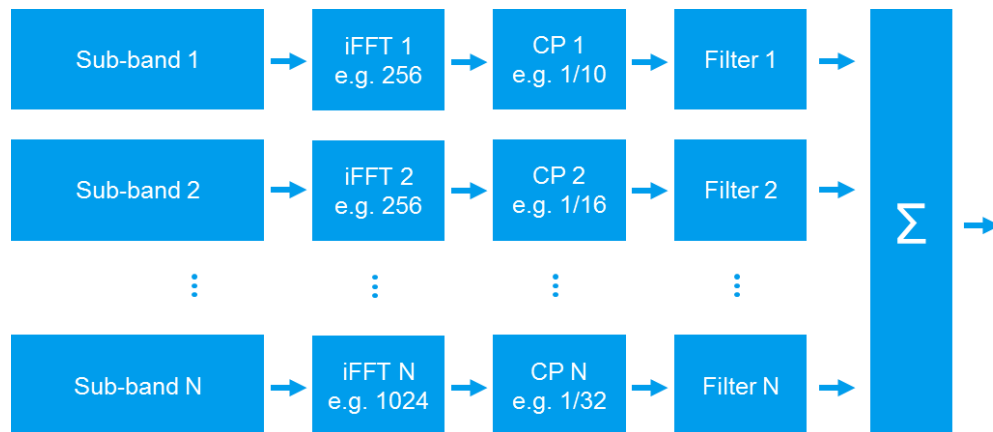 Sub-band 1
iFFT 1
e.g. 256
CP 1
e.g. 1/10
Filter 1
Sub-band 2
iFFT 2
e.g. 256
CP 2
e.g. 1/16
Filter 2
Σ
Sub-band N
iFFT N
e.g. 1024
CP N
e.g. 1/32
Filter N